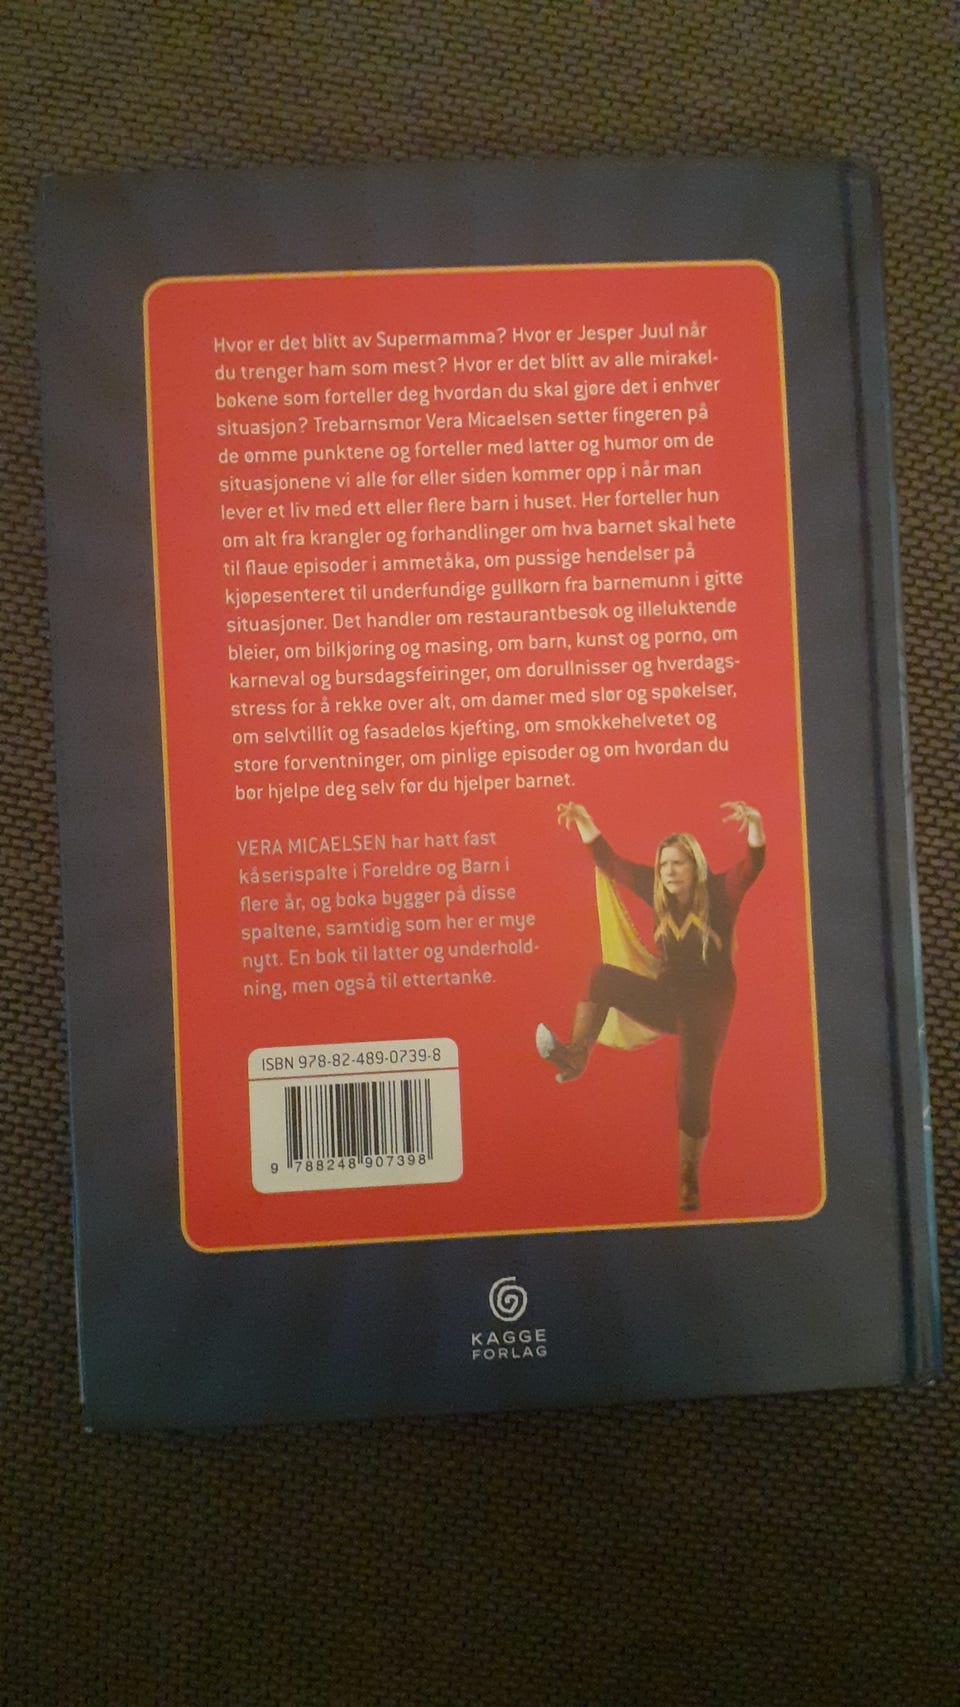 Hvor er det blitt av Supermamma? Hvor er Jesper Juul når
du trenger ham som mest? Hvor er det blitt av alle mirakel-
bøkene som forteller deg hvordan du skal gjøre det i enhver
situasjon? Trebarnsmor Vera Micaelsen setter fingeren på
de ømme punktene og forteller med latter og humor om de
situasjonene vi alle før eller siden kommer opp i når man
lever et liv med ett eller flere barn i huset. Her forteller hun
om alt fra krangler og forhandlinger om hva barnet skal hete
til flaue episoder i ammetåka, om pussige hendelser på
kjøpesenteret til underfundige gullkorn fra barnemunn i gitte
situasjoner. Det handler om restaurantbesøk og illeluktende
bleier, om bilkjøring og masing, om barn, kunst og porno, om
karneval og bursdagsfeiringer, om dorullnisser og hverdags-
stress for å rekke over alt, om damer med slør og spøkelser,
om selvtillit og fasadeløs kjefting, om smokkehelvetet og
store forventninger, om pinlige episoder og om hvordan du
bør hjelpe deg selv før du hjelper barnet.
VERA MICAELSEN har hatt fast
kåserispalte i Foreldre og Barn i
flere år, og boka bygger på disse
spaltene, samtidig som her er mye
nytt. En bok til latter og underhold-
ning, men også til ettertanke.
ISBN 978-82-489-0739-8
9 788248 907398
KAGGE
FORLAG